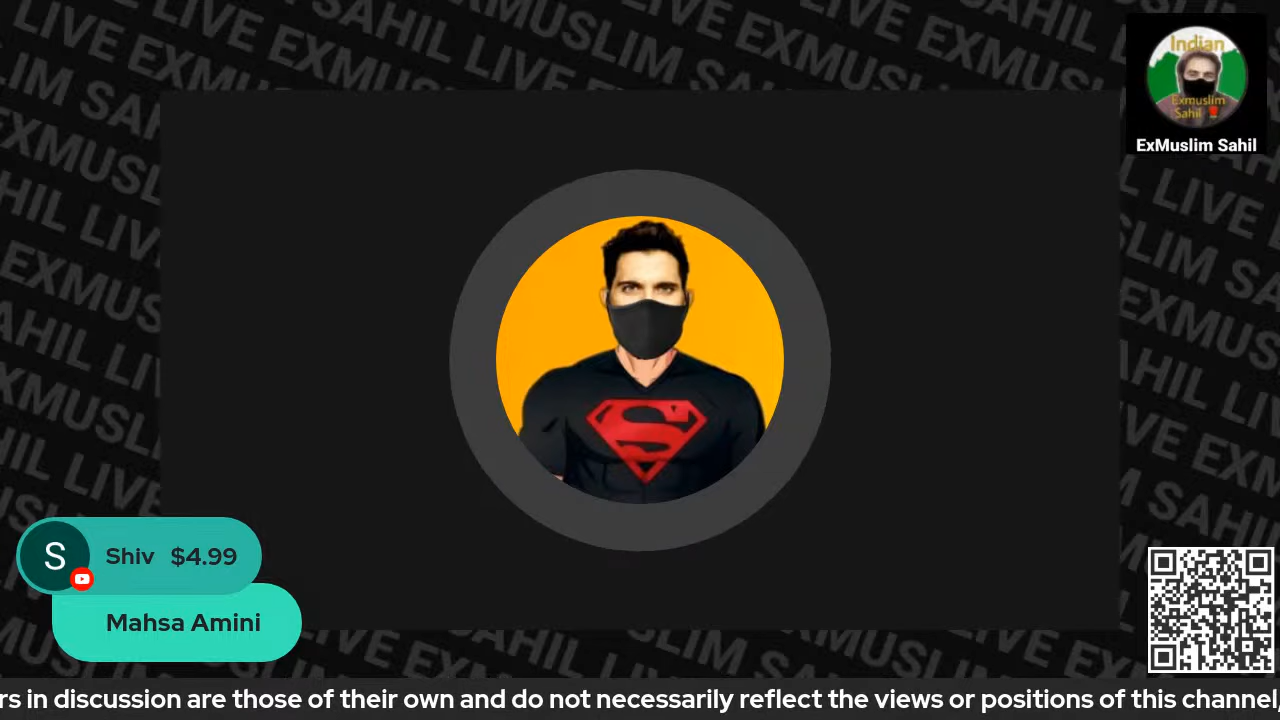 Indian
Exmuslim
Sahil
ExMuslim Sahil
S
Shiv $4.99
Mahsa Amini
rs in discussion are those of their own and do not necessarily reflect the views or positions of this channel,